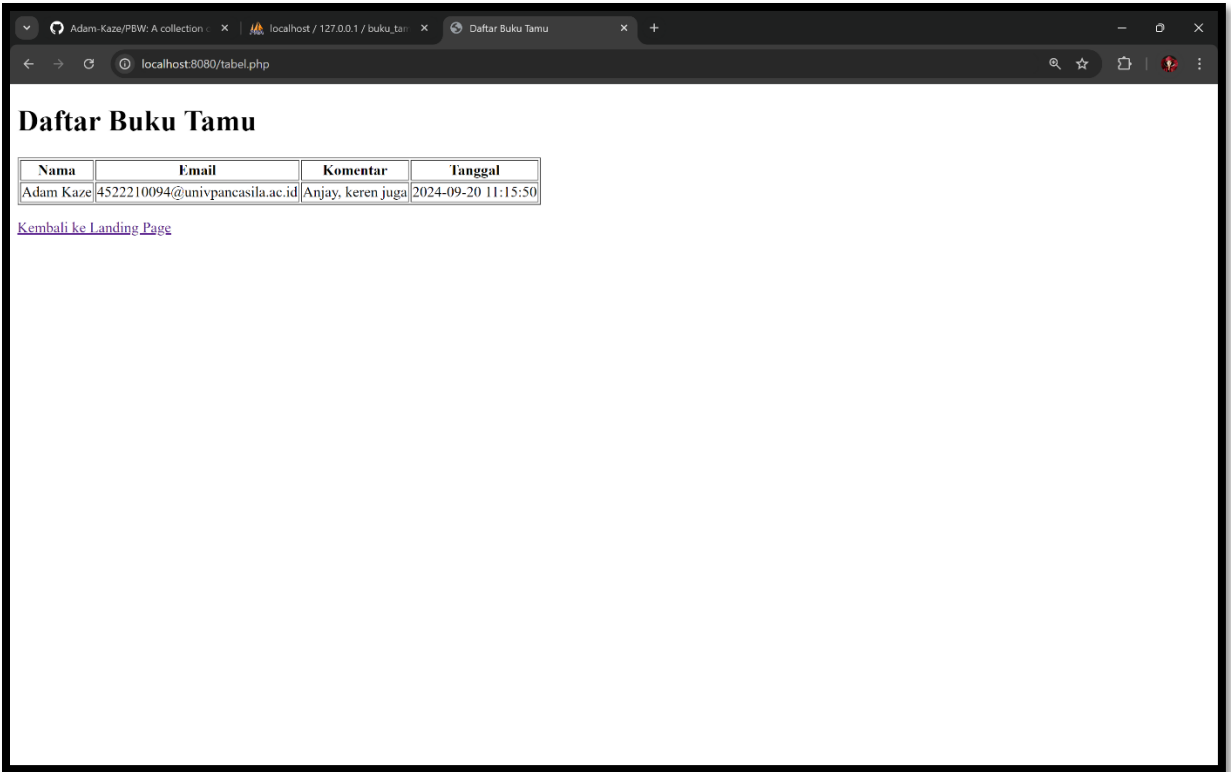 Adam-Kaze/PBW: A collection c
localhost / 127.0.0.1 / buku_tam
Daftar Buku Tamu
localhost:8080/tabel.php
Daftar Buku Tamu
Nama Email Komentar Tanggal
Adam Kaze 4522210094@univpancasila.ac.id Anjay, keren juga 2024-09-20 11:15:50
Kembali ke Landing Page